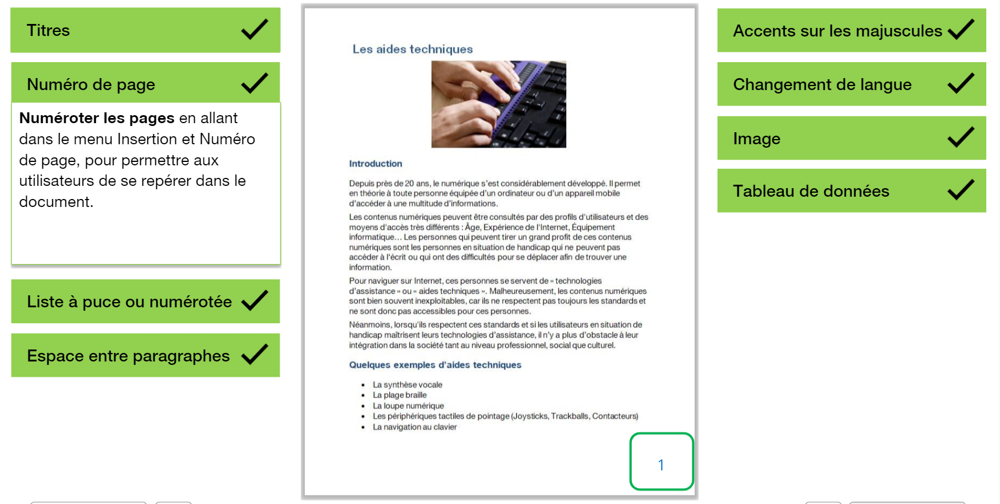 Titres
Numéro de page
Numéroter les pages en allant
dans le menu Insertion et Numéro
de page, pour permettre aux
utilisateurs de se repérer dans le
document.
Liste à puce ou numérotée
Espace entre paragraphes
Les aides techniques
Introduction
Depuis près de 20 ans, le numérique s'est considérablement développé. Il permet
en théorie à toute personne équipée d'un ordinateur ou d'un appareil mobile
d'accéder à une multitude d'informations.
Les contenus numériques peuvent être consultés par des profils d'utilisateurs et des
moyens d'accès très différents : Âge, Expérience de l'Internet, Équipement
informatique... Les personnes qui peuvent tirer un grand profit de ces contenus
numériques sont les personnes en situation de handicap qui ne peuvent pas
accéder à l'écrit ou qui ont des difficultés pour se déplacer afin de trouver une
information.
Pour naviguer sur Internet, ces personnes se servent de « technologies
d'assistance » ou « aides techniques ». Malheureusement, les contenus numériques
sont bien souvent inexploitables, car ils ne respectent pas toujours les standards et
ne sont donc pas accessibles pour ces personnes.
Néanmoins, lorsqu'ils respectent ces standards et si les utilisateurs en situation de
handicap maîtrisent leurs technologies d'assistance, il n'y a plus d'obstacle à leur
intégration dans la société tant au niveau professionnel, social que culturel.
Quelques exemples d'aides techniques
• La synthèse vocale
• La plage braille
• La loupe numérique
• Les périphériques tactiles de pointage (Joysticks, Trackballs, Contacteurs)
• La navigation au clavier
1
Accents sur les majuscules
Changement de langue
Image
Tableau de données